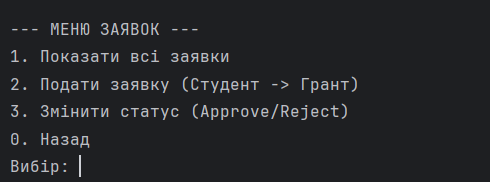 --- МЕНЮ ЗАЯВОК ---
1. Показати всі заявки
2. Подати заявку (Студент -> Грант)
3. Змінити статус (Approve/Reject)
0. Назад
Вибір: